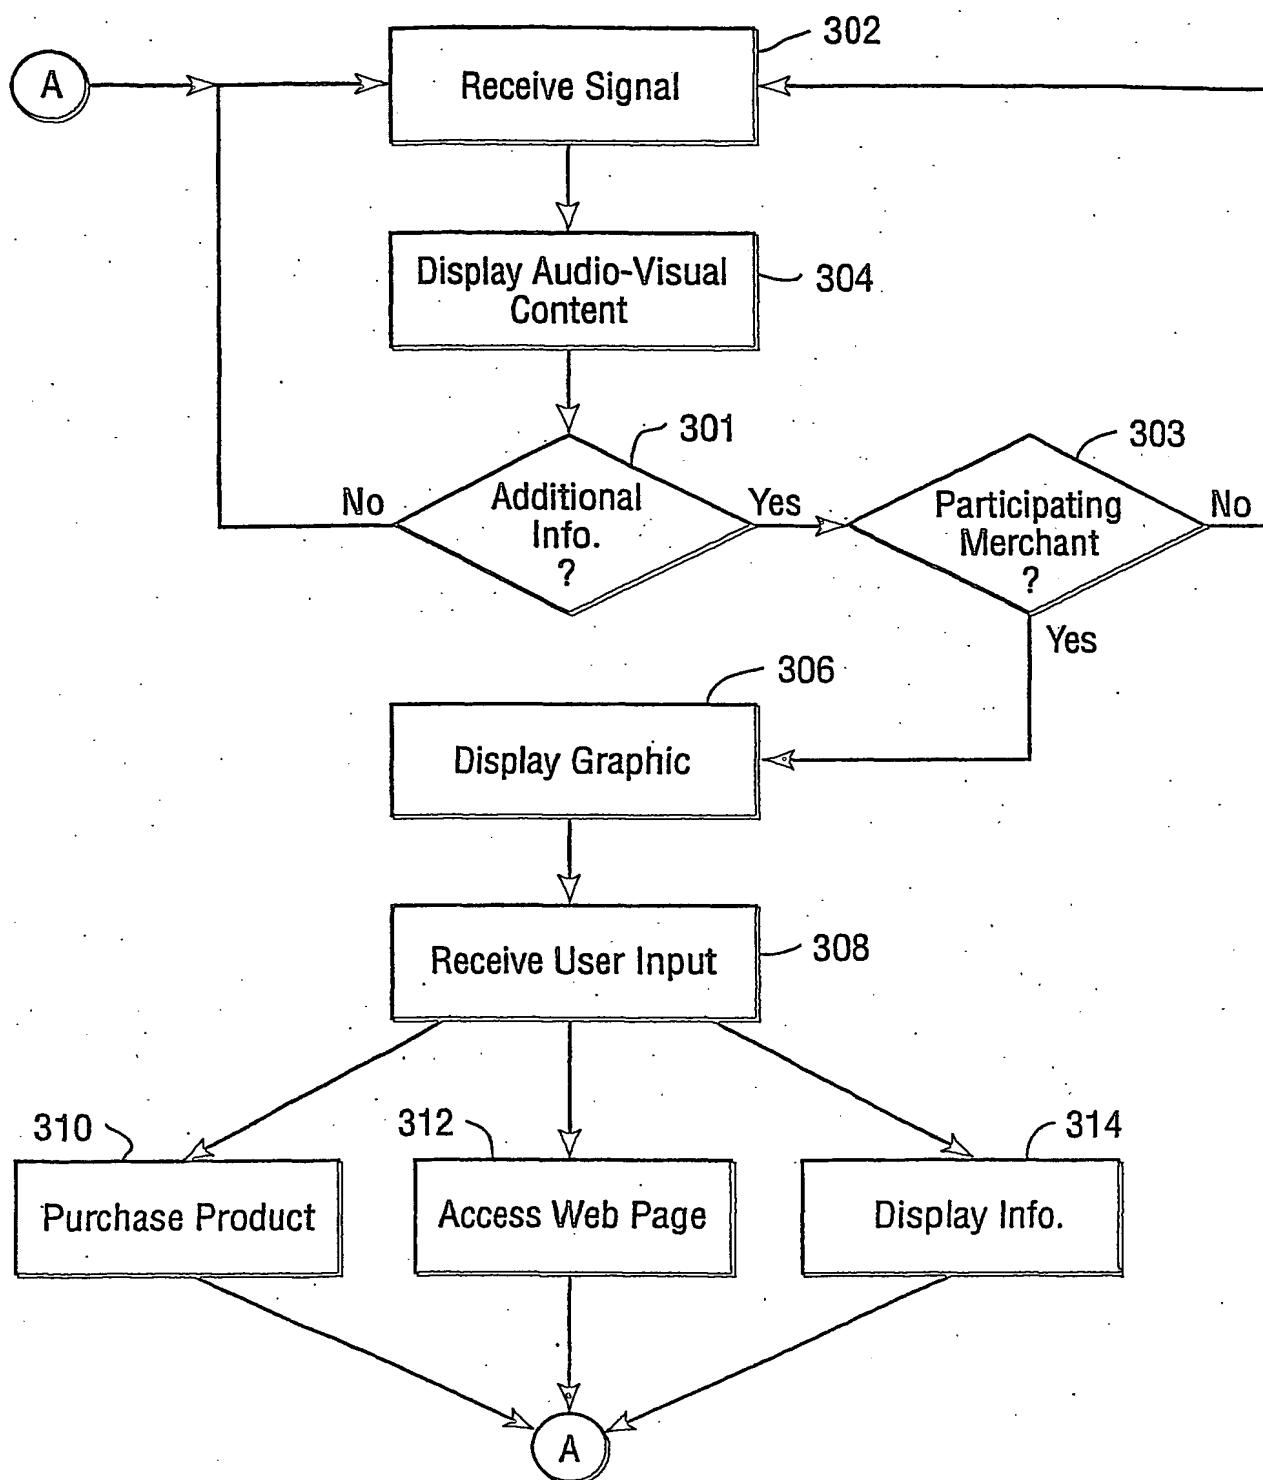 302
A
Receive Signal
Display Audio-Visual
Content
304
301
303
No
Additional
Info.
?
Yes
Participating
Merchant
?
No
Yes
306
Display Graphic
Receive User Input
308
310
312
314
Purchase Product
Access Web Page
Display Info.
A